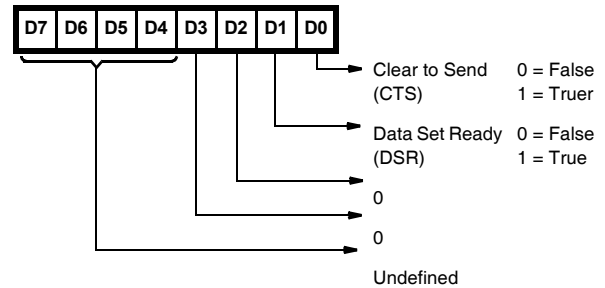 D7 D6 D5 D4 D3 D2 D1 D0
Clear to Send 0 = False
(CTS) 1 = Truer
Data Set Ready 0 = False
(DSR) 1 = True
0
0
Undefined